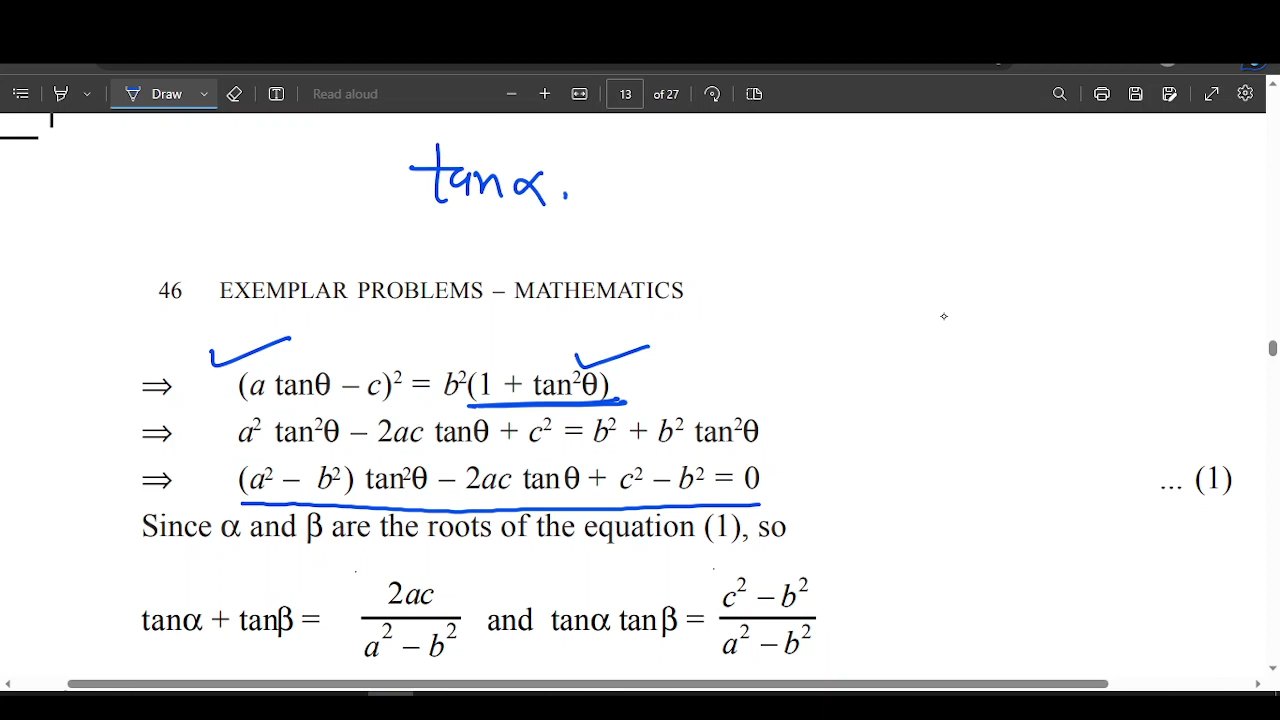 Draw
Read aloud
13 of 27
tanα.
46 EXEMPLAR PROBLEMS – MATHEMATICS
⇒ (a tanθ – c)² = b²(1 + tan²θ)
⇒ a² tan²θ – 2ac tanθ + c² = b² + b² tan²θ
⇒ (a² – b²) tan²θ – 2ac tanθ + c² – b² = 0 ... (1)
Since α and β are the roots of the equation (1), so
tanα + tanβ = 2ac / a² – b² and tanα tanβ = c² – b² / a² – b²